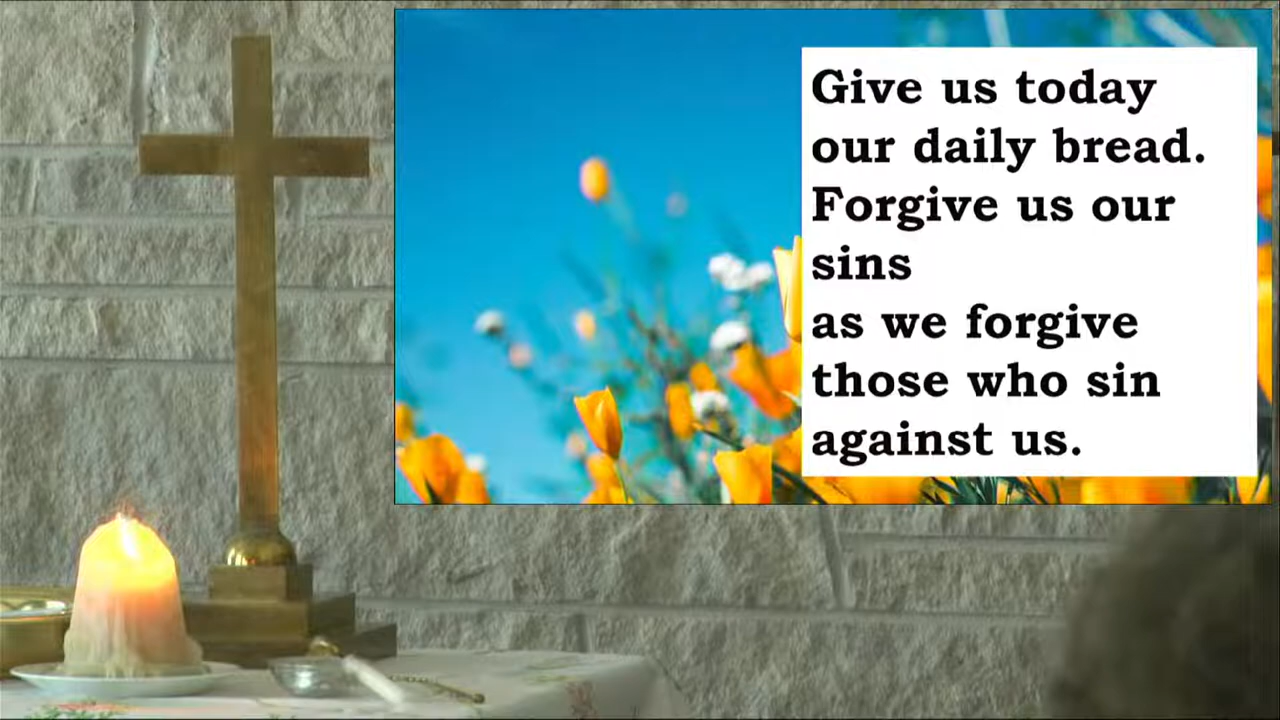 Give us today
our daily bread.
Forgive us our
sins
as we forgive
those who sin
against us.